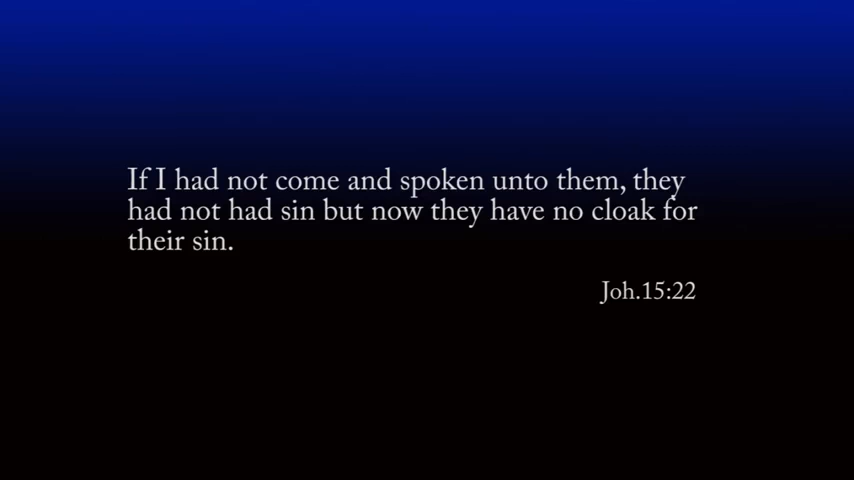 If I had not come and spoken unto them, they
had not had sin but now they have no cloak for
their sin.
Joh.15:22